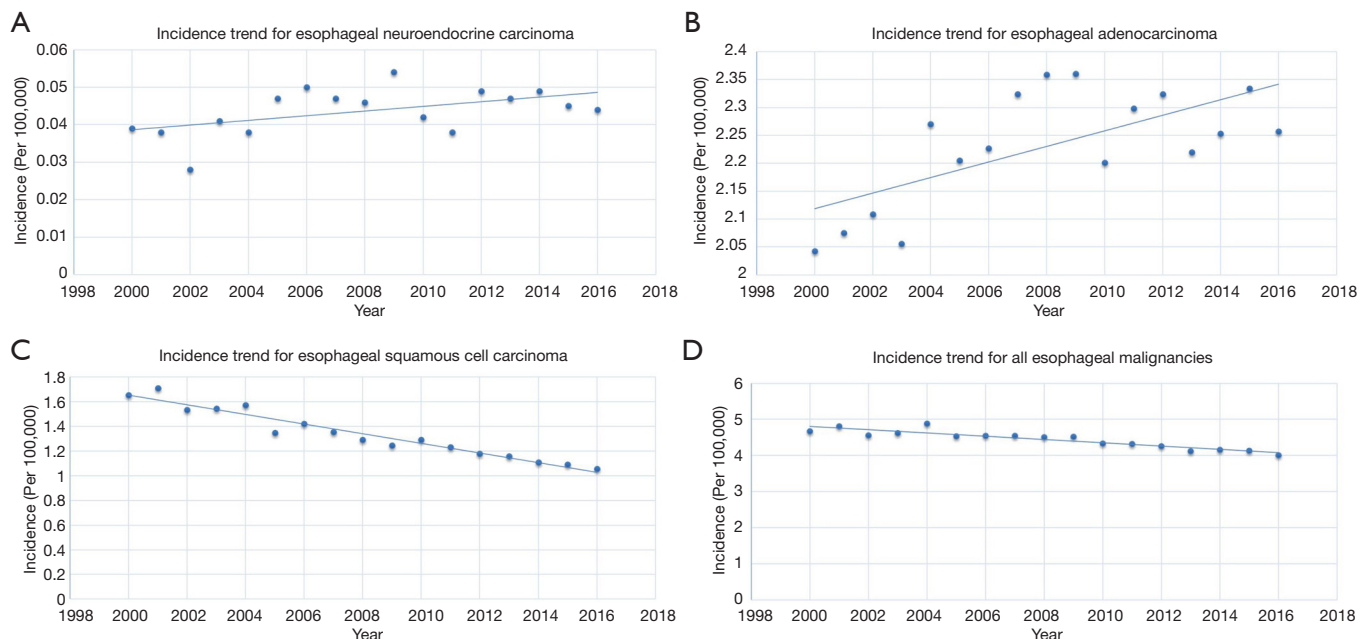 A
Incidence trend for esophageal neuroendocrine carcinoma
Incidence (Per 100,000)
0.06
0.05
0.04
0.03
0.02
0.01
0
1998 2000 2002 2004 2006 2008 2010 2012 2014 2016 2018
Year
B
Incidence trend for esophageal adenocarcinoma
Incidence (Per 100,000)
2.4
2.35
2.3
2.25
2.2
2.15
2.1
2.05
2
1998 2000 2002 2004 2006 2008 2010 2012 2014 2016 2018
Year
C
Incidence trend for esophageal squamous cell carcinoma
Incidence (Per 100,000)
1.8
1.6
1.4
1.2
1
0.8
0.6
0.4
0.2
0
1998 2000 2002 2004 2006 2008 2010 2012 2014 2016 2018
Year
D
Incidence trend for all esophageal malignancies
Incidence (Per 100,000)
6
5
4
3
2
1
0
1998 2000 2002 2004 2006 2008 2010 2012 2014 2016 2018
Year